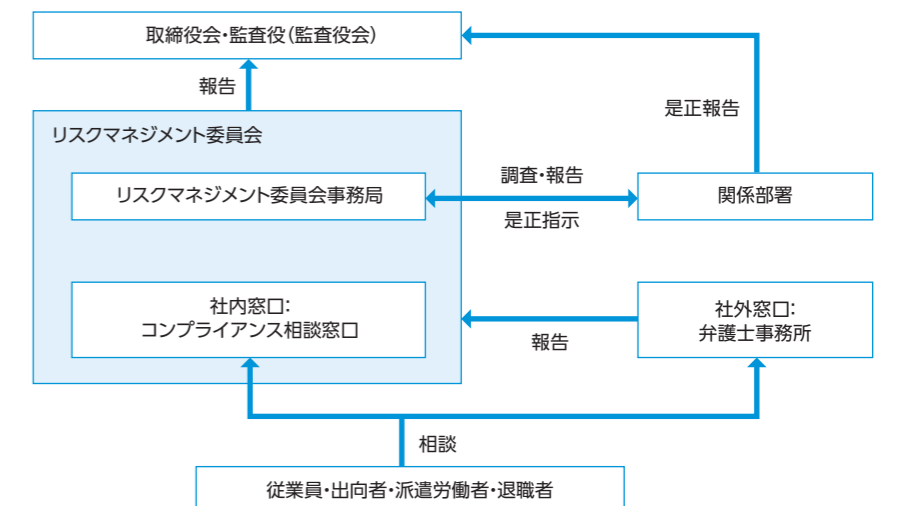 取締役会・監査役（監査役会）
報告
是正報告
リスクマネジメント委員会
リスクマネジメント委員会事務局
調査・報告
是正指示
関係部署
社内窓口：
コンプライアンス相談窓口
報告
社外窓口：
弁護士事務所
相談
従業員・出向者・派遣労働者・退職者